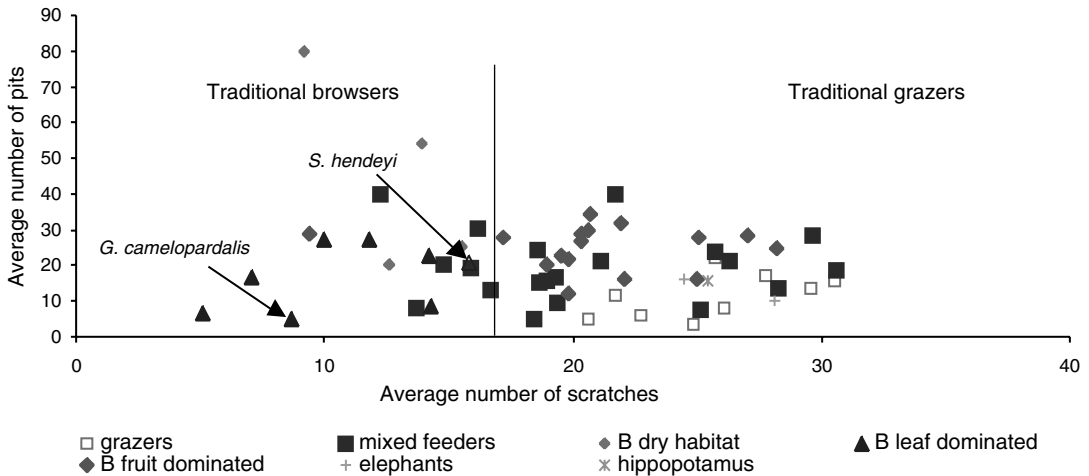 90
80
70
60
50
40
30
20
10
0
Average number of pits
Traditional browsers
Traditional grazers
S. hendeyi
G. camelopardalis
0 10 20 30 40
Average number of scratches
grazers mixed feeders B dry habitat B leaf dominated
B fruit dominated elephants hippopotamus